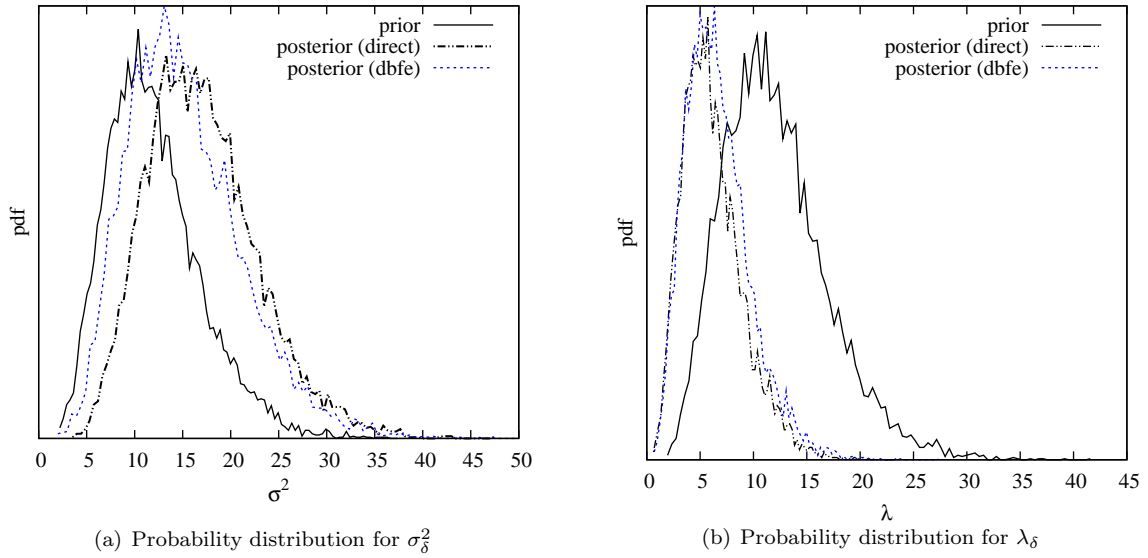 prior
posterior (direct)
posterior (dbfe)
pdf
0 5 10 15 20 25 30 35 40 45 50
σ²
(a) Probability distribution for σ²_δ
prior
posterior (direct)
posterior (dbfe)
pdf
0 5 10 15 20 25 30 35 40 45
λ
(b) Probability distribution for λ_δ